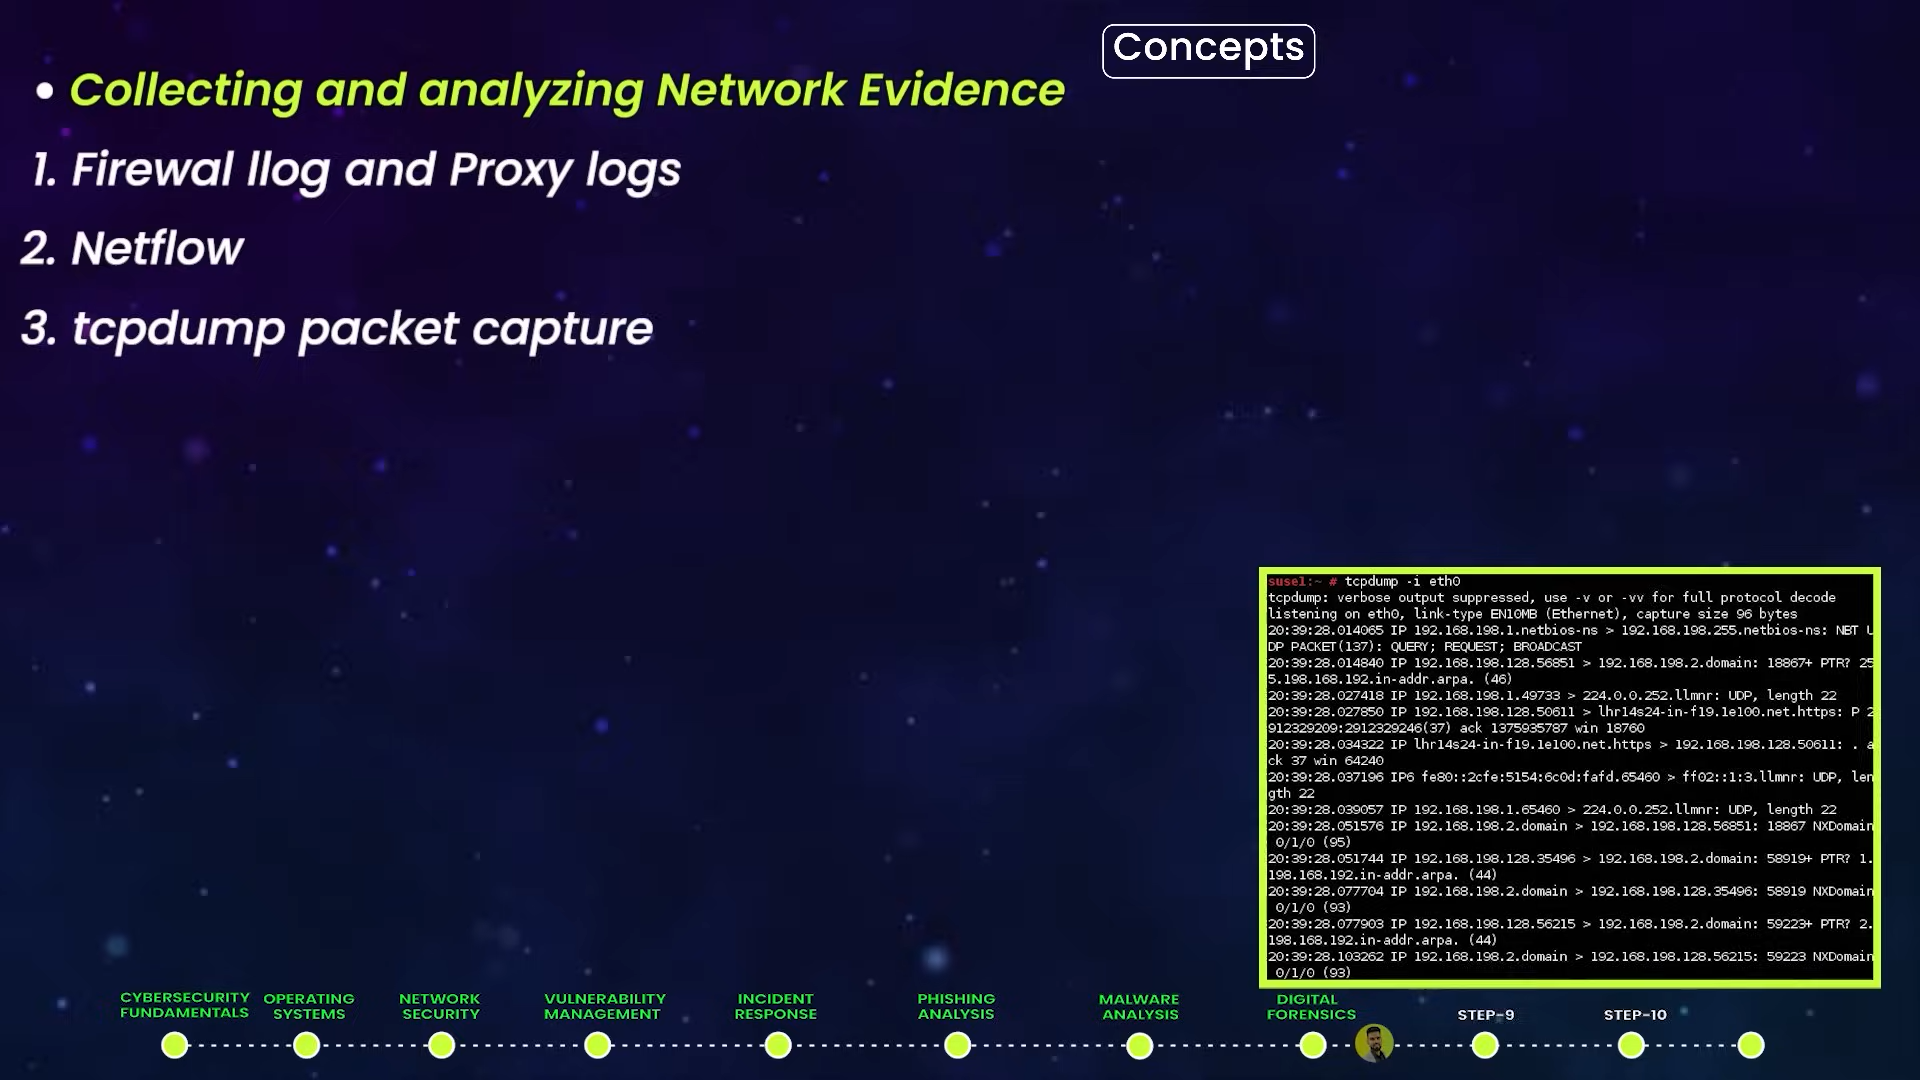 Concepts
• Collecting and analyzing Network Evidence
1. Firewal llog and Proxy logs
2. Netflow
3. tcpdump packet capture
suse1:~ # tcpdump -i eth0
tcpdump: verbose output suppressed, use -v or -vv for full protocol decode
listening on eth0, link-type EN10MB (Ethernet), capture size 96 bytes
20:39:28.014065 IP 192.168.198.1.netbios-ns > 192.168.198.255.netbios-ns: NBT U
DP PACKET(137): QUERY; REQUEST; BROADCAST
20:39:28.014840 IP 192.168.198.128.56851 > 192.168.198.2.domain: 18867+ PTR? 25
5.198.168.192.in-addr.arpa. (46)
20:39:28.027418 IP 192.168.198.1.49733 > 224.0.0.252.llmnr: UDP, length 22
20:39:28.027850 IP 192.168.198.128.50611 > lhr14s24-in-f19.1e100.net.https: P 2
912329209:2912329246(37) ack 1375935787 win 18760
20:39:28.034322 IP lhr14s24-in-f19.1e100.net.https > 192.168.198.128.50611: . a
ck 37 win 64240
20:39:28.037196 IP6 fe80::2cfe:5154:6c0d:fafd.65460 > ff02::1:3.llmnr: UDP, len
gth 22
20:39:28.039057 IP 192.168.198.1.65460 > 224.0.0.252.llmnr: UDP, length 22
20:39:28.051576 IP 192.168.198.2.domain > 192.168.198.128.56851: 18867 NXDomain
0/1/0 (95)
20:39:28.051744 IP 192.168.198.128.35496 > 192.168.198.2.domain: 58919+ PTR? 1.
198.168.192.in-addr.arpa. (44)
20:39:28.077704 IP 192.168.198.2.domain > 192.168.198.128.35496: 58919 NXDomain
0/1/0 (93)
20:39:28.077903 IP 192.168.198.128.56215 > 192.168.198.2.domain: 59223+ PTR? 2.
198.168.192.in-addr.arpa. (44)
20:39:28.103262 IP 192.168.198.2.domain > 192.168.198.128.56215: 59223 NXDomain
0/1/0 (93)
CYBERSECURITY
FUNDAMENTALS
OPERATING
SYSTEMS
NETWORK
SECURITY
VULNERABILITY
MANAGEMENT
INCIDENT
RESPONSE
PHISHING
ANALYSIS
MALWARE
ANALYSIS
DIGITAL
FORENSICS
STEP-9
STEP-10